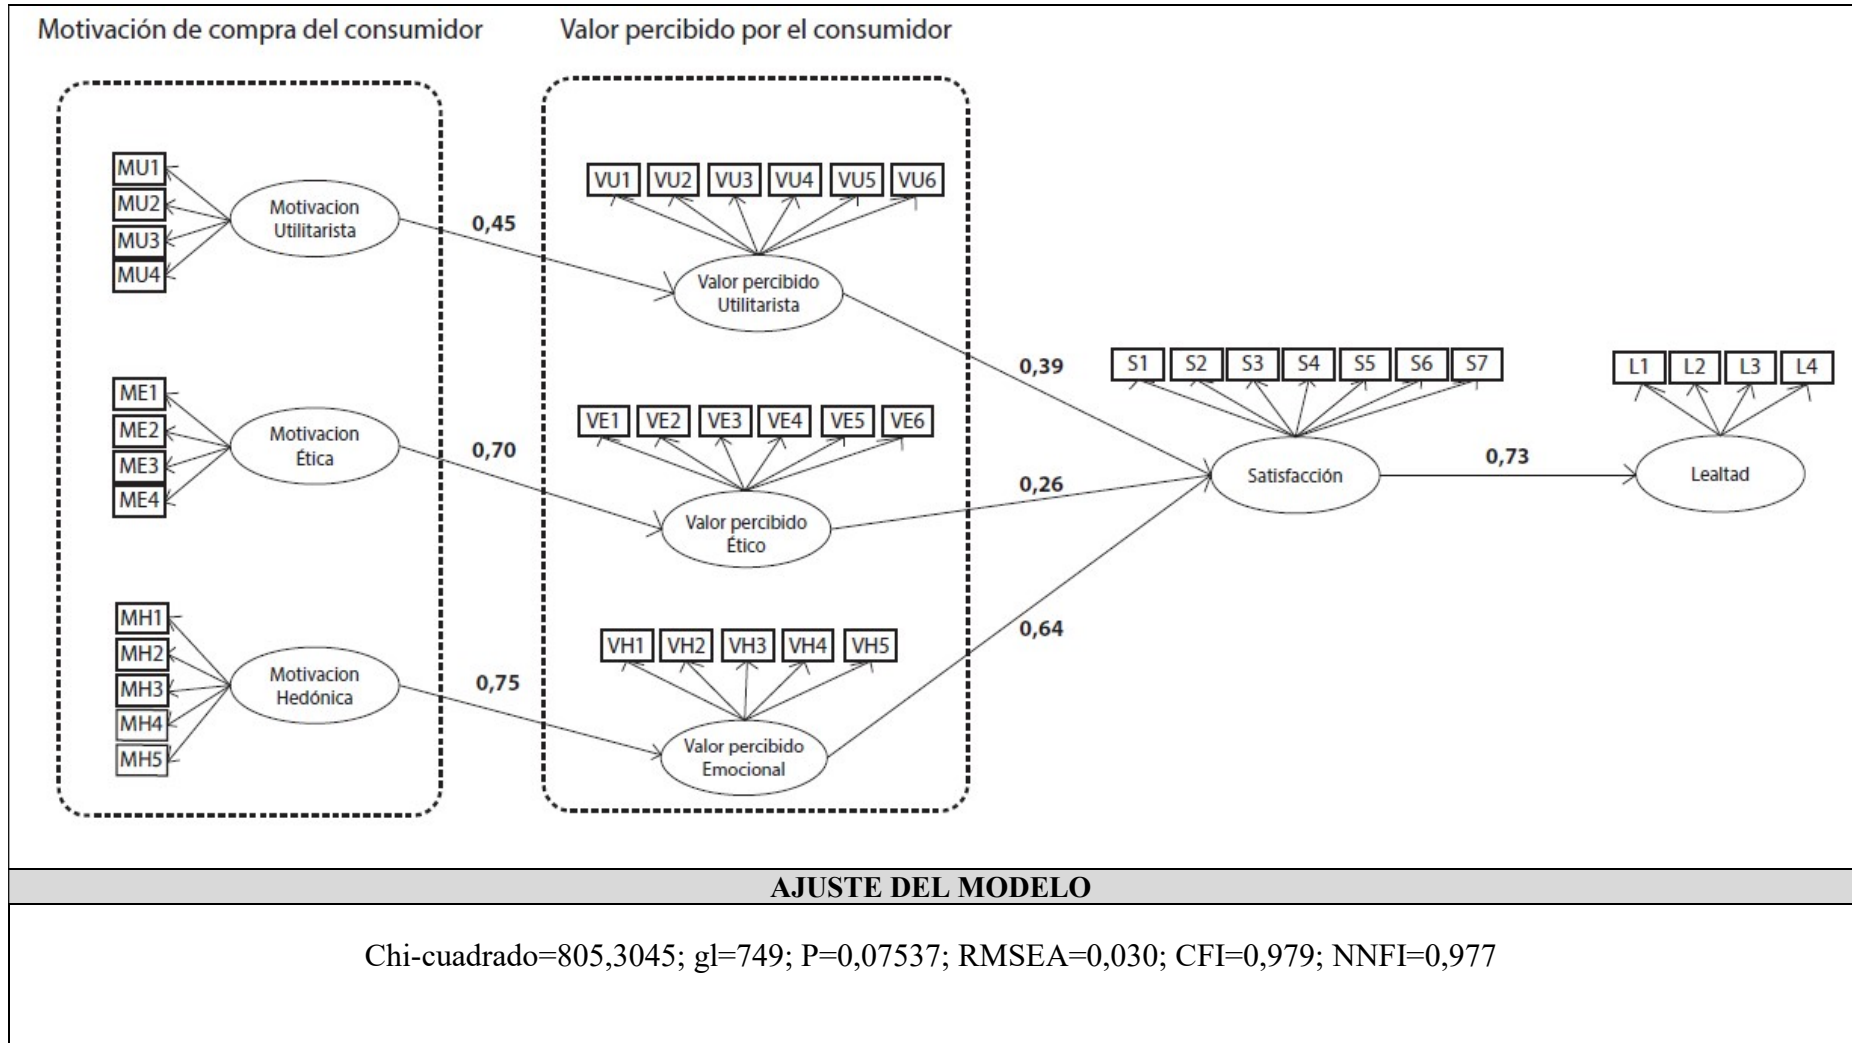 Motivación de compra del consumidor
Valor percibido por el consumidor
MU1
MU2
MU3
MU4
Motivacion
Utilitarista
0,45
VU1 VU2 VU3 VU4 VU5 VU6
Valor percibido
Utilitarista
0,39
ME1
ME2
ME3
ME4
Motivacion
Ética
0,70
VE1 VE2 VE3 VE4 VE5 VE6
Valor percibido
Ético
0,26
MH1
MH2
MH3
MH4
MH5
Motivacion
Hedónica
0,75
VH1 VH2 VH3 VH4 VH5
Valor percibido
Emocional
0,64
S1 S2 S3 S4 S5 S6 S7
Satisfacción
0,73
L1 L2 L3 L4
Lealtad
AJUSTE DEL MODELO
Chi-cuadrado=805,3045; gl=749; P=0,07537; RMSEA=0,030; CFI=0,979; NNFI=0,977